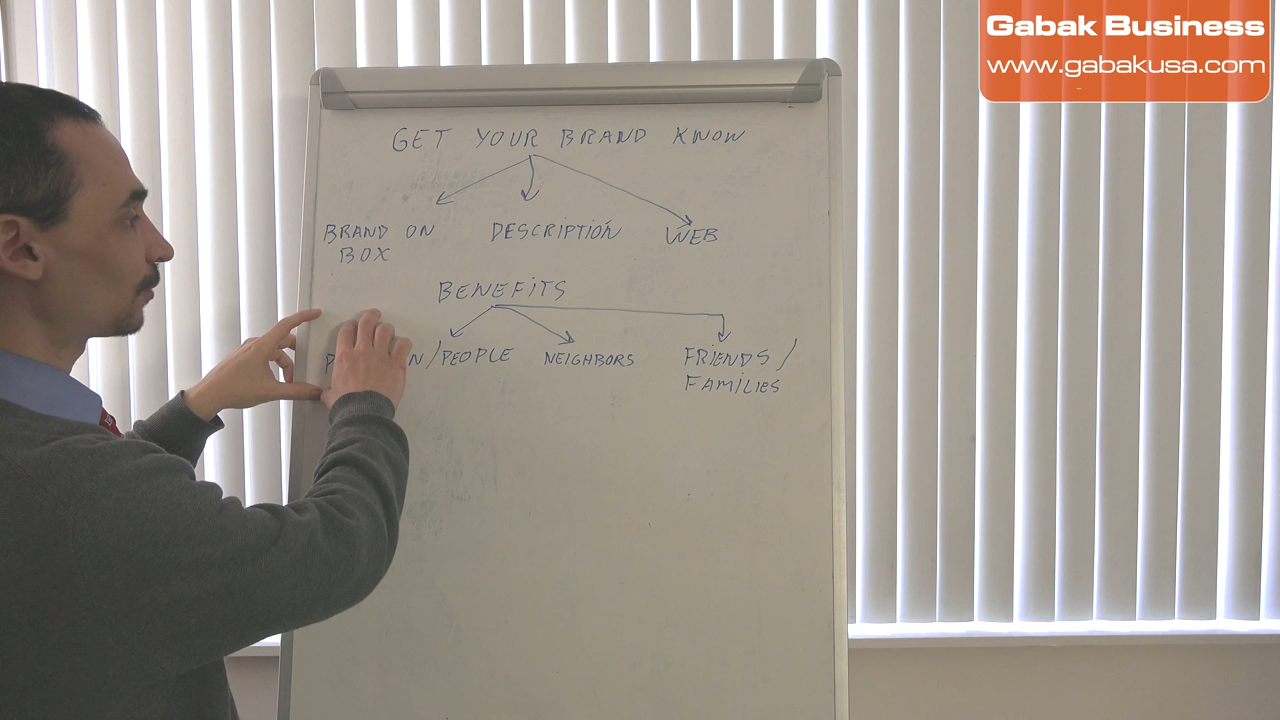 Gabak Business
www.gabakusa.com
GET YOUR BRAND KNOW
BRAND ON DESCRIPTION WEB
BOX
BENEFITS
/PEOPLE NEIGHBORS FRIENDS/
FAMILIES